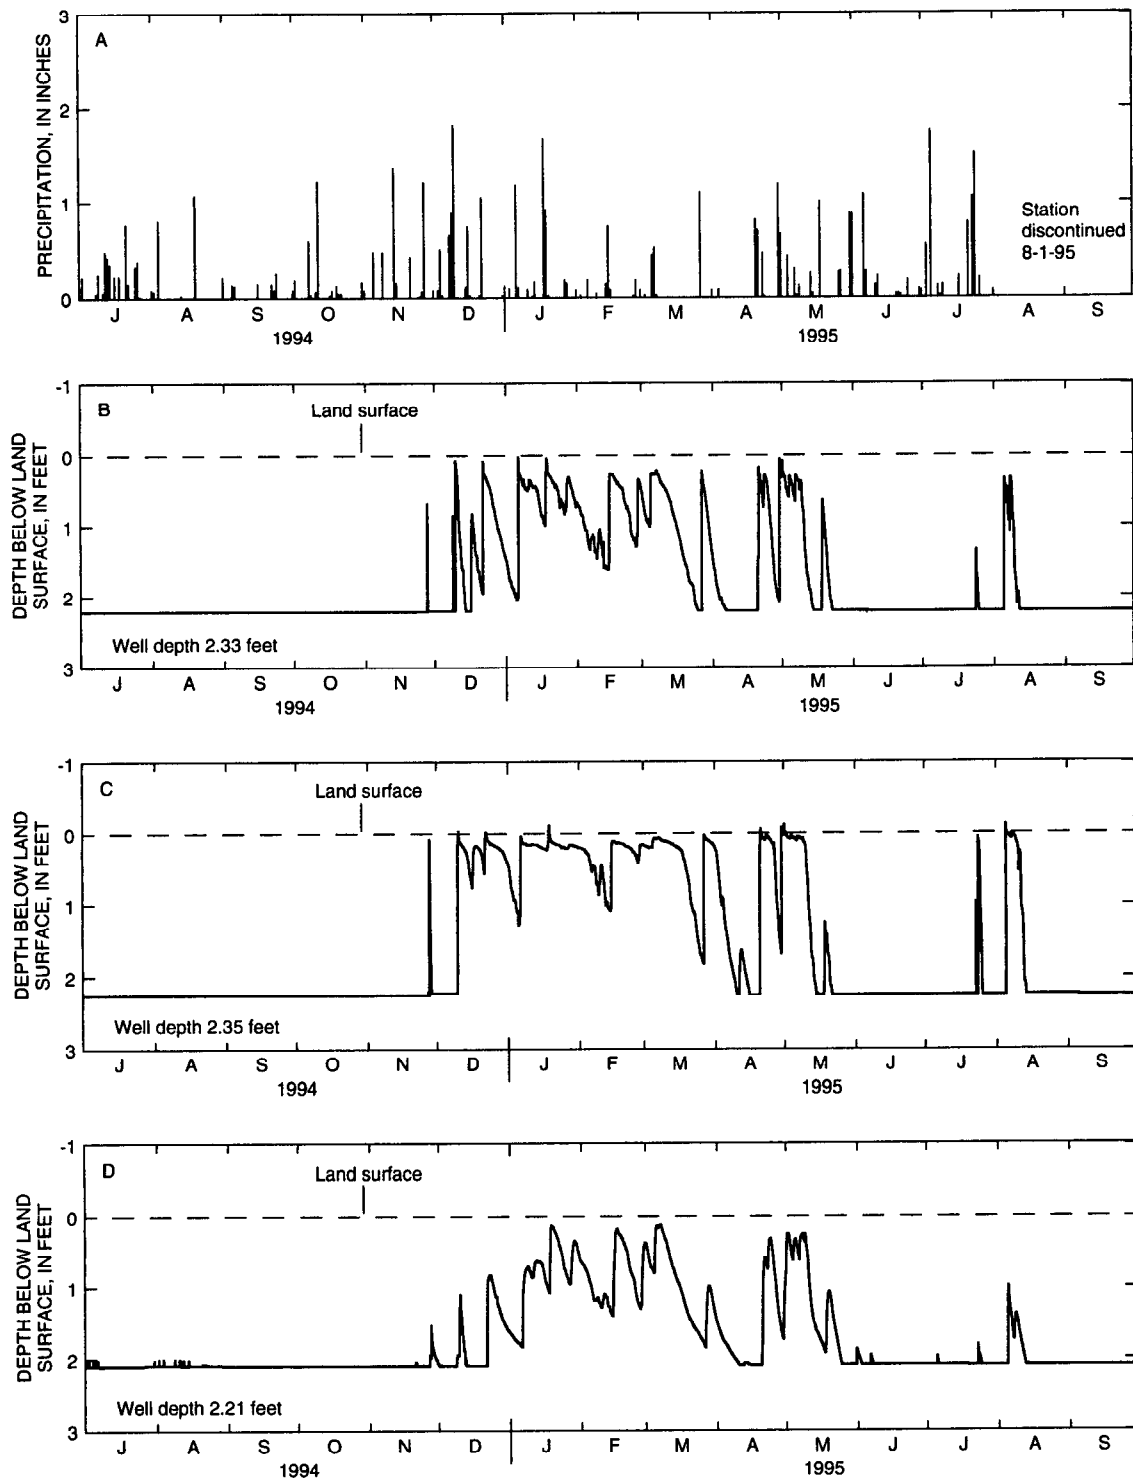 3
A
2
1
0
PRECIPITATION, IN INCHES
Station
discontinued
8-1-95
J A S O N D J F M A M J J A S
1994 1995
-1
B
Land surface
0
1
2
3
DEPTH BELOW LAND
SURFACE, IN FEET
Well depth 2.33 feet
J A S O N D J F M A M J J A S
1994 1995
-1
C
Land surface
0
1
2
3
DEPTH BELOW LAND
SURFACE, IN FEET
Well depth 2.35 feet
J A S O N D J F M A M J J A S
1994 1995
-1
D
Land surface
0
1
2
3
DEPTH BELOW LAND
SURFACE, IN FEET
Well depth 2.21 feet
J A S O N D J F M A M J J A S
1994 1995